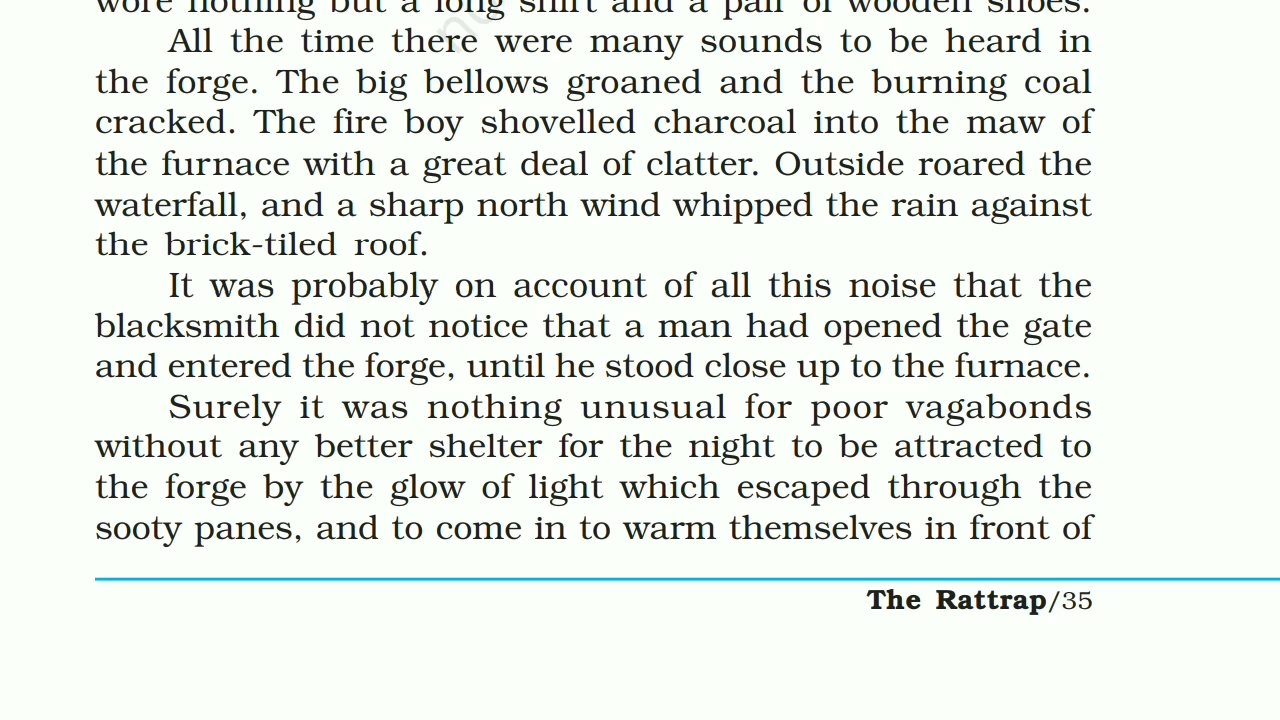 wore nothing but a long shirt and a pair of wooden shoes.
All the time there were many sounds to be heard in
the forge. The big bellows groaned and the burning coal
cracked. The fire boy shovelled charcoal into the maw of
the furnace with a great deal of clatter. Outside roared the
waterfall, and a sharp north wind whipped the rain against
the brick-tiled roof.
It was probably on account of all this noise that the
blacksmith did not notice that a man had opened the gate
and entered the forge, until he stood close up to the furnace.
Surely it was nothing unusual for poor vagabonds
without any better shelter for the night to be attracted to
the forge by the glow of light which escaped through the
sooty panes, and to come in to warm themselves in front of
The Rattrap/35